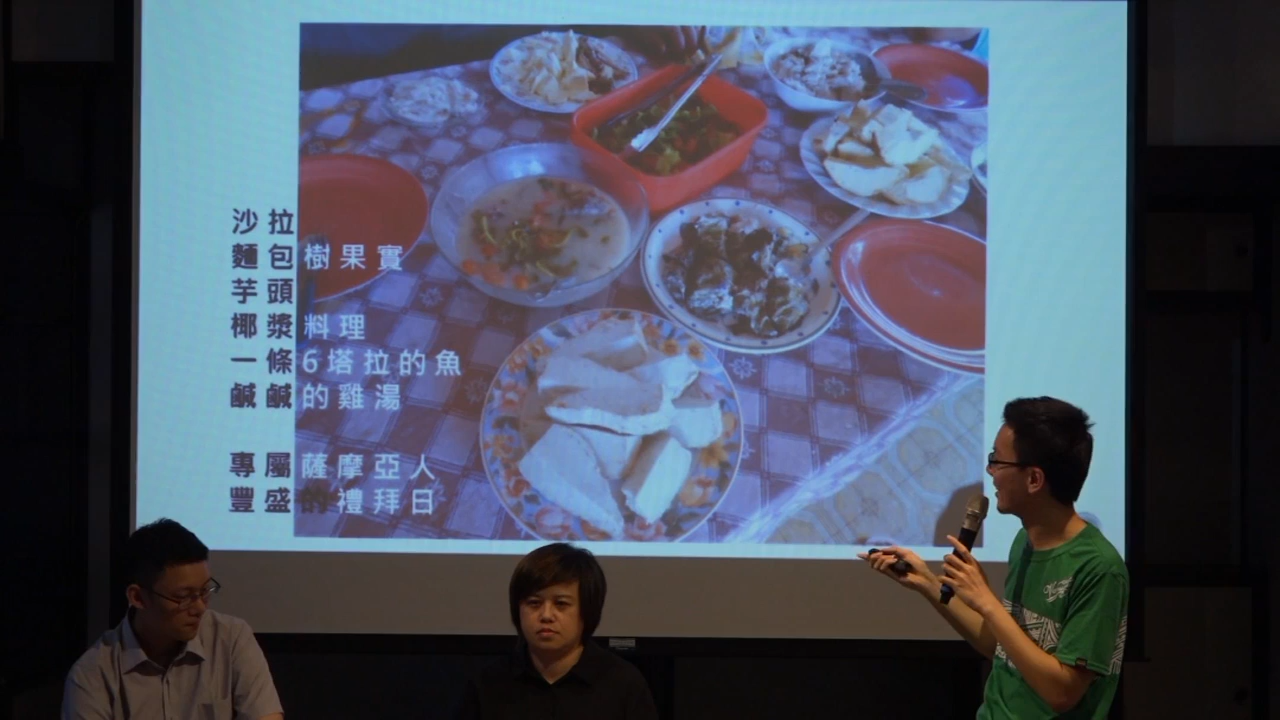 沙拉
麵包樹果實
芋頭
椰漿料理
一條6塔拉的魚
鹹鹹的雞湯
專屬薩摩亞人
豐盛的禮拜日